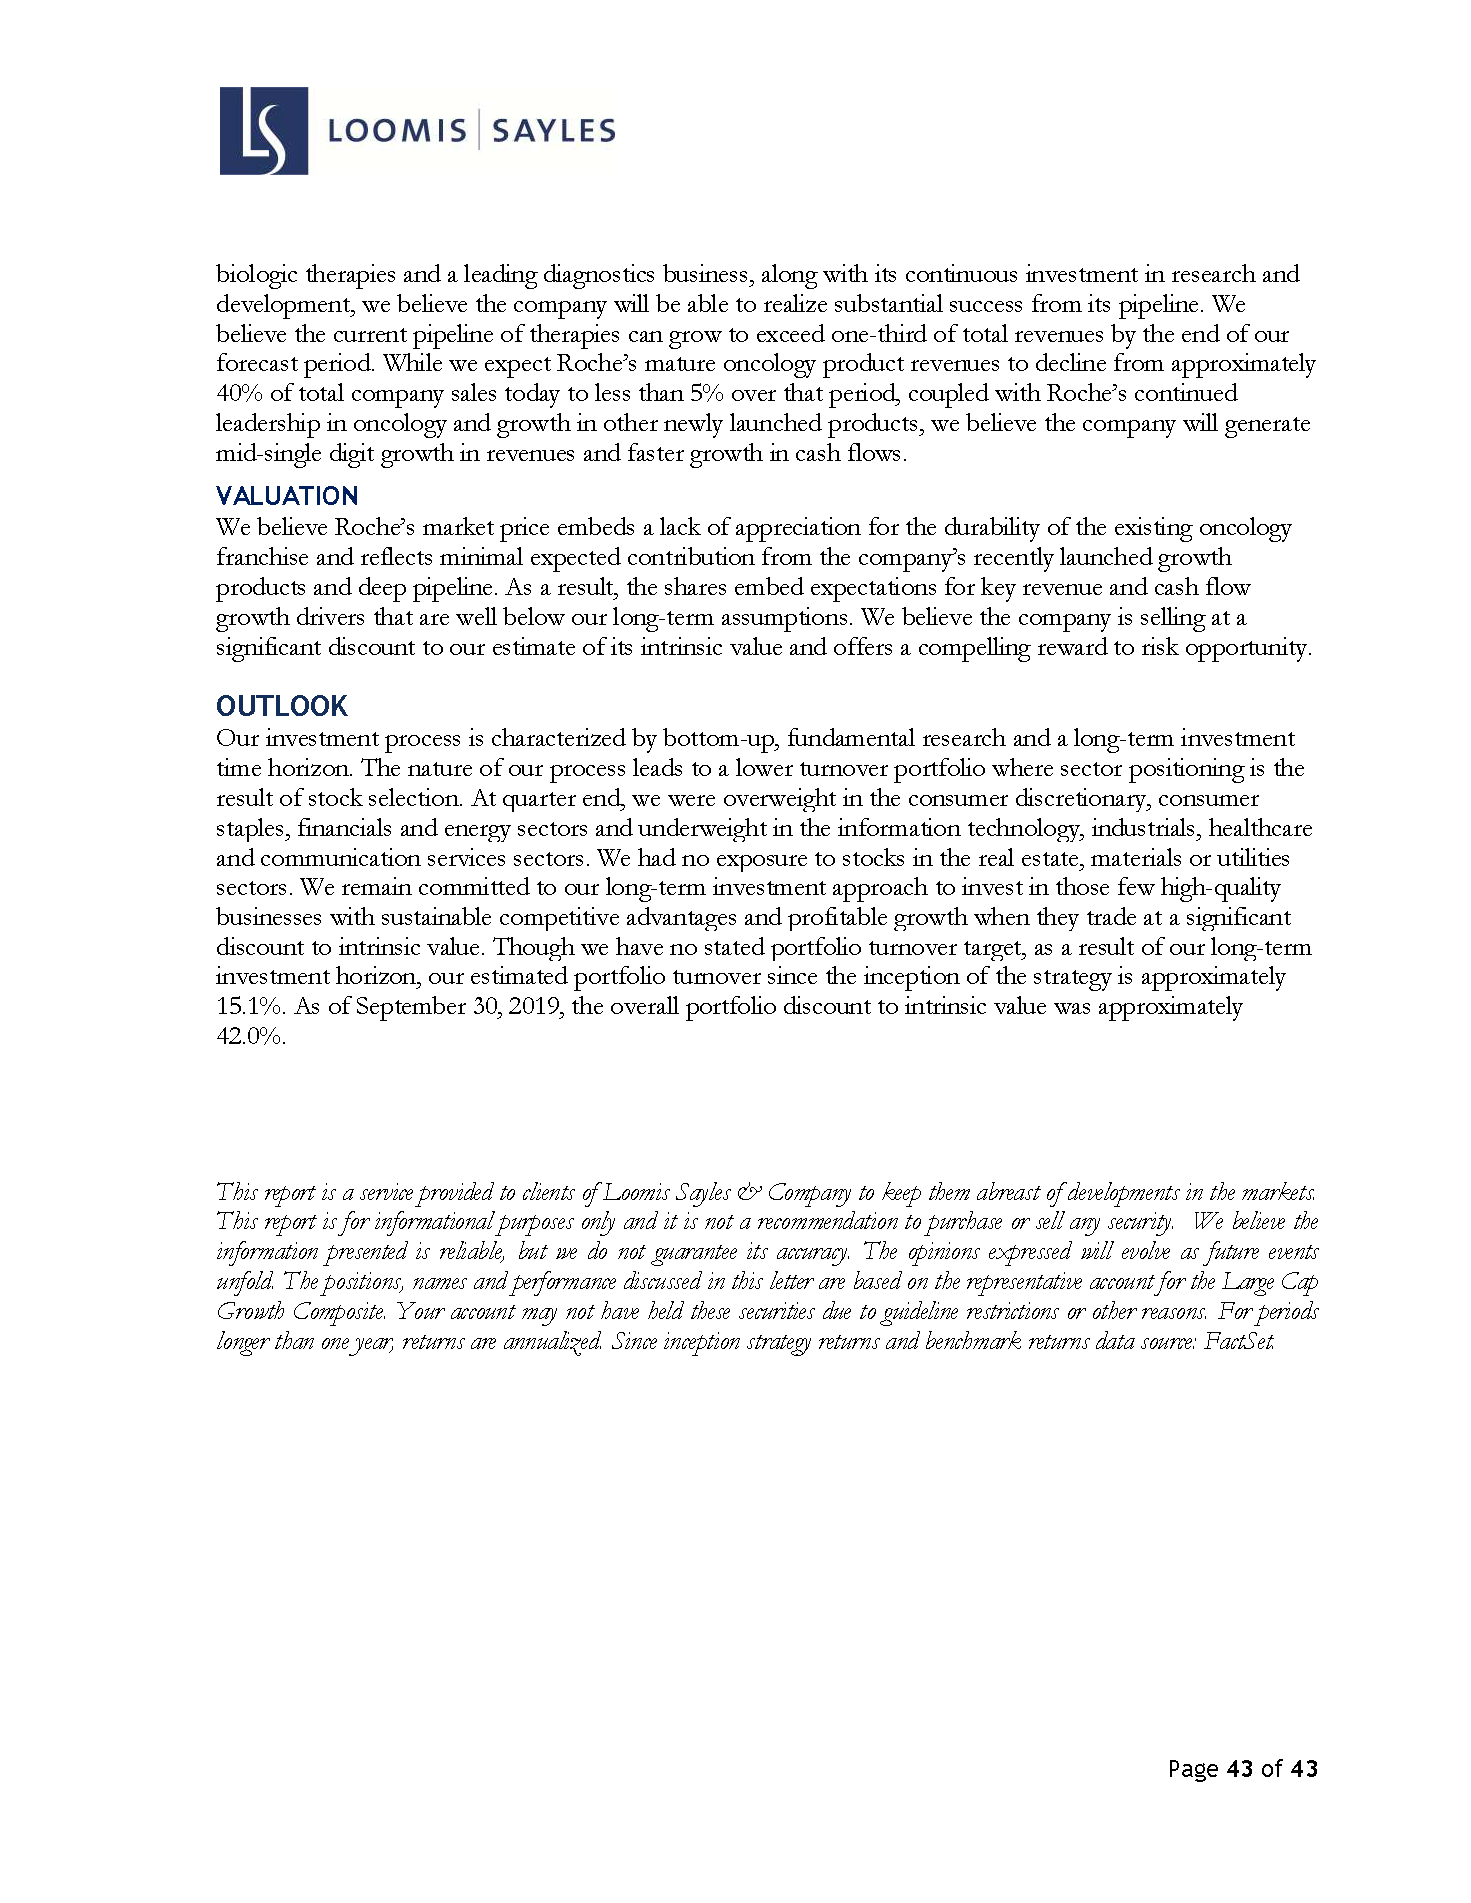 LS LOOMIS | SAYLES
biologic therapies and a leading diagnostics business, along with its continuous investment in research and
development, we believe the company will be able to realize substantial success from its pipeline. We
believe the current pipeline of therapies can grow to exceed one-third of total revenues by the end of our
forecast period. While we expect Roche’s mature oncology product revenues to decline from approximately
40% of total company sales today to less than 5% over that period, coupled with Roche’s continued
leadership in oncology and growth in other newly launched products, we believe the company will generate
mid-single digit growth in revenues and faster growth in cash flows.
VALUATION
We believe Roche’s market price embeds a lack of appreciation for the durability of the existing oncology
franchise and reflects minimal expected contribution from the company’s recently launched growth
products and deep pipeline. As a result, the shares embed expectations for key revenue and cash flow
growth drivers that are well below our long-term assumptions. We believe the company is selling at a
significant discount to our estimate of its intrinsic value and offers a compelling reward to risk opportunity.
OUTLOOK
Our investment process is characterized by bottom-up, fundamental research and a long-term investment
time horizon. The nature of our process leads to a lower turnover portfolio where sector positioning is the
result of stock selection. At quarter end, we were overweight in the consumer discretionary, consumer
staples, financials and energy sectors and underweight in the information technology, industrials, healthcare
and communication services sectors. We had no exposure to stocks in the real estate, materials or utilities
sectors. We remain committed to our long-term investment approach to invest in those few high-quality
businesses with sustainable competitive advantages and profitable growth when they trade at a significant
discount to intrinsic value. Though we have no stated portfolio turnover target, as a result of our long-term
investment horizon, our estimated portfolio turnover since the inception of the strategy is approximately
15.1%. As of September 30, 2019, the overall portfolio discount to intrinsic value was approximately
42.0%.
This report is a service provided to clients of Loomis Sayles & Company to keep them abreast of developments in the markets.
This report is for informational purposes only and it is not a recommendation to purchase or sell any security. We believe the
information presented is reliable, but we do not guarantee its accuracy. The opinions expressed will evolve as future events
unfold. The positions, names and performance discussed in this letter are based on the representative account for the Large Cap
Growth Composite. Your account may not have held these securities due to guideline restrictions or other reasons. For periods
longer than one year, returns are annualized. Since inception strategy returns and benchmark returns data source: FactSet.
Page 43 of 43